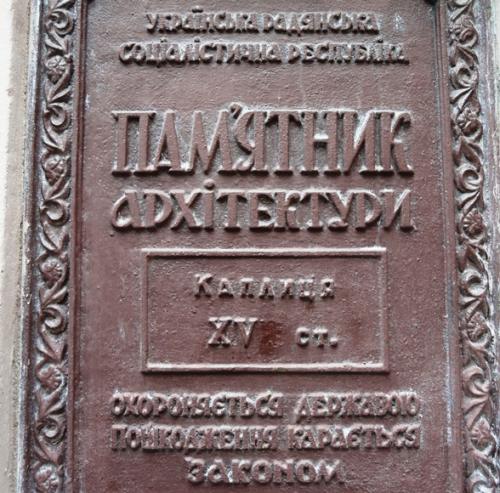 УКРАЇНСЬКА РАДЯНСЬКА
СОЦІАЛІСТИЧНА РЕСПУБЛІКА
ПАМ'ЯТНИК
АРХІТЕКТУРИ
КАПЛИЦЯ
XV ст.
ОХОРОНЯЄТЬСЯ ДЕРЖАВОЮ
ПОШКОДЖЕННЯ КАРАЄТЬСЯ
ЗАКОНОМ